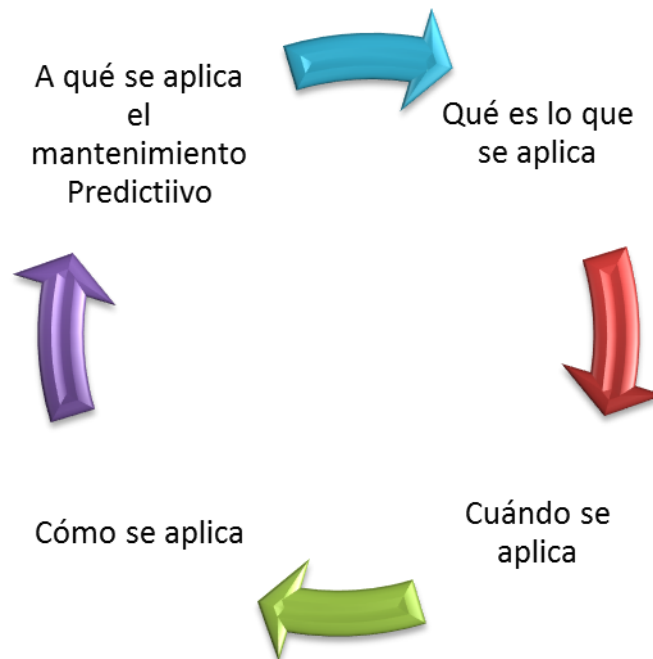 A qué se aplica
el
mantenimiento
Predictiivo
Qué es lo que
se aplica
Cuándo se
aplica
Cómo se aplica